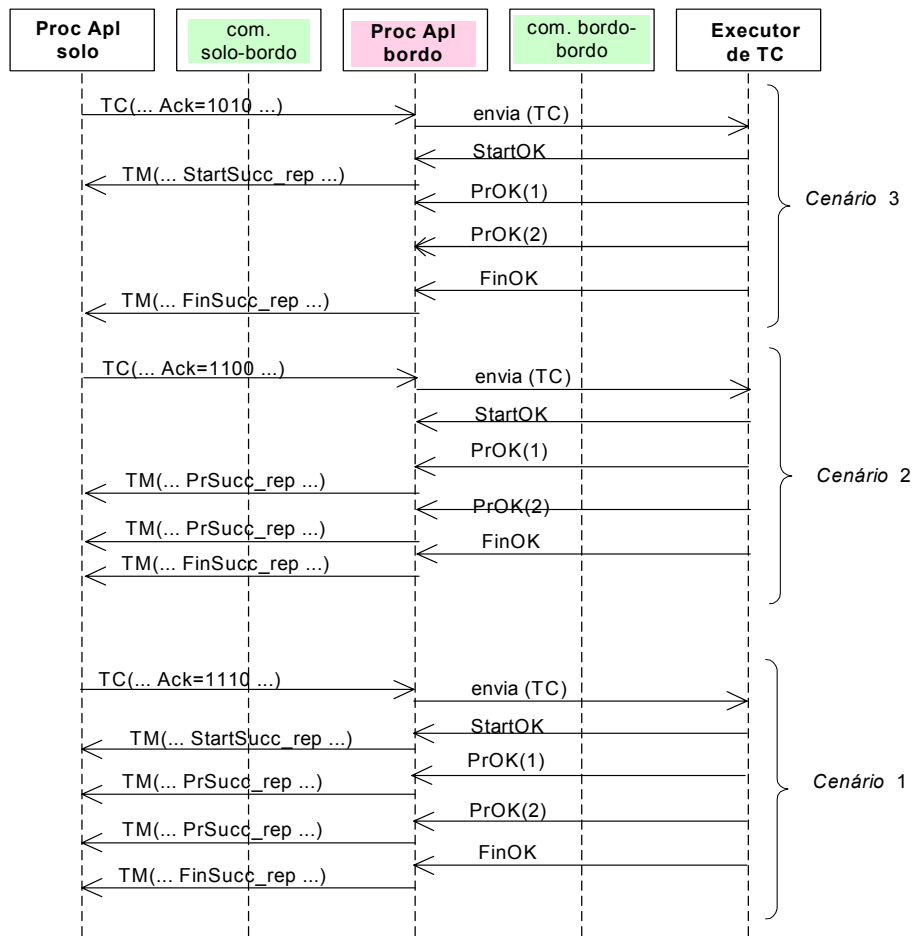 Proc Apl
solo
com.
solo-bordo
Proc Apl
bordo
com. bordo-
bordo
Executor
de TC
TC(... Ack=1010 ...)
envia (TC)
StartOK
TM(... StartSucc_rep ...)
PrOK(1)
Cenário 3
PrOK(2)
FinOK
TM(... FinSucc_rep ...)
TC(... Ack=1100 ...)
envia (TC)
StartOK
PrOK(1)
Cenário 2
TM(... PrSucc_rep ...)
PrOK(2)
TM(... PrSucc_rep ...)
FinOK
TM(... FinSucc_rep ...)
TC(... Ack=1110 ...)
envia (TC)
StartOK
TM(... StartSucc_rep ...)
PrOK(1)
TM(... PrSucc_rep ...)
Cenário 1
PrOK(2)
TM(... PrSucc_rep ...)
FinOK
TM(... FinSucc_rep ...)